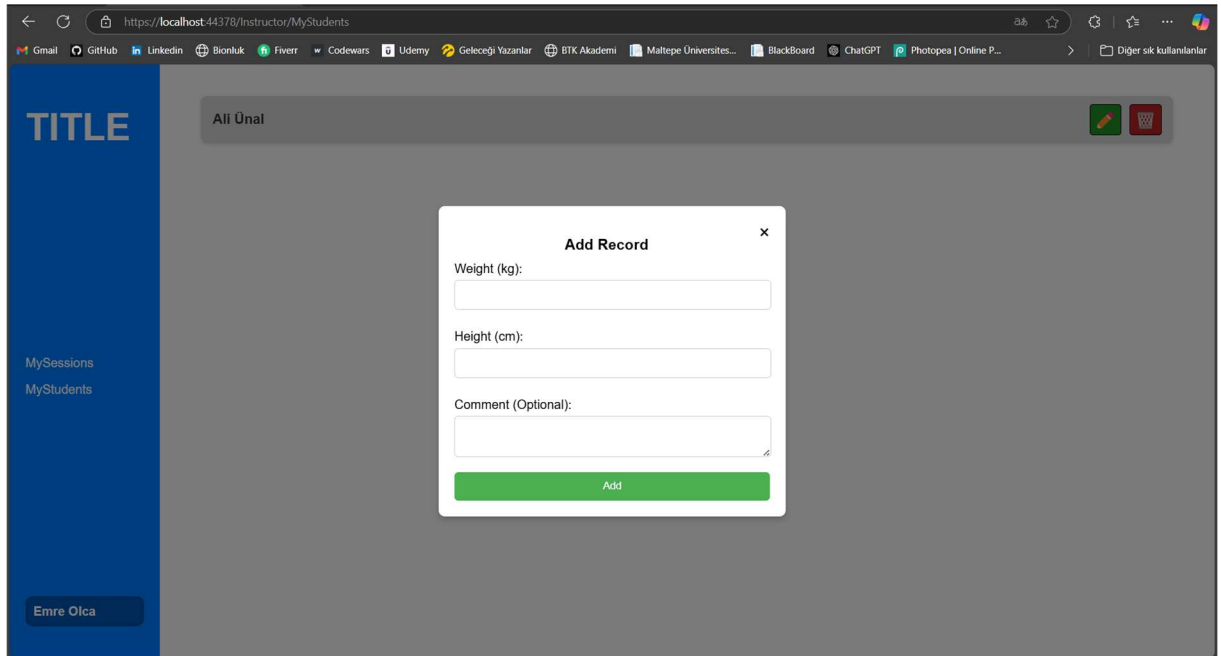 https://localhost:44378/Instructor/MyStudents
Gmail GitHub Linkedin Bionluk Fiverr Codewars Udemy Geleceği Yazanlar BTK Akademi Maltepe Üniversites... BlackBoard ChatGPT Photopea | Online P... Diğer sık kullanılanlar
TITLE
Ali Ünal
Add Record
×
Weight (kg):
Height (cm):
MySessions
MyStudents
Comment (Optional):
Add
Emre Olca